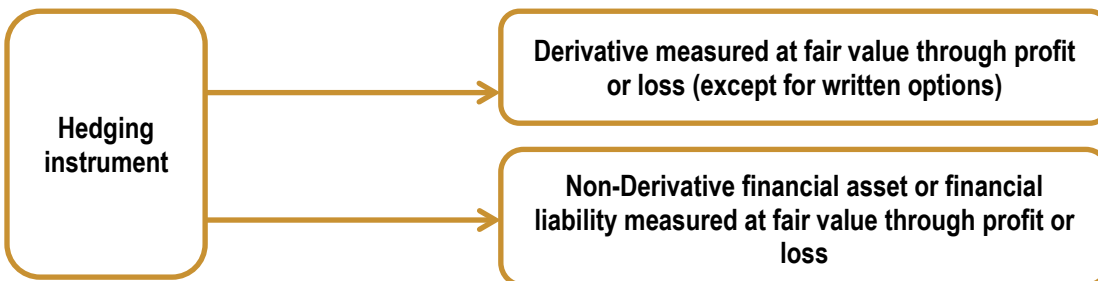 Hedging
instrument
Derivative measured at fair value through profit
or loss (except for written options)
Non-Derivative financial asset or financial
liability measured at fair value through profit or
loss